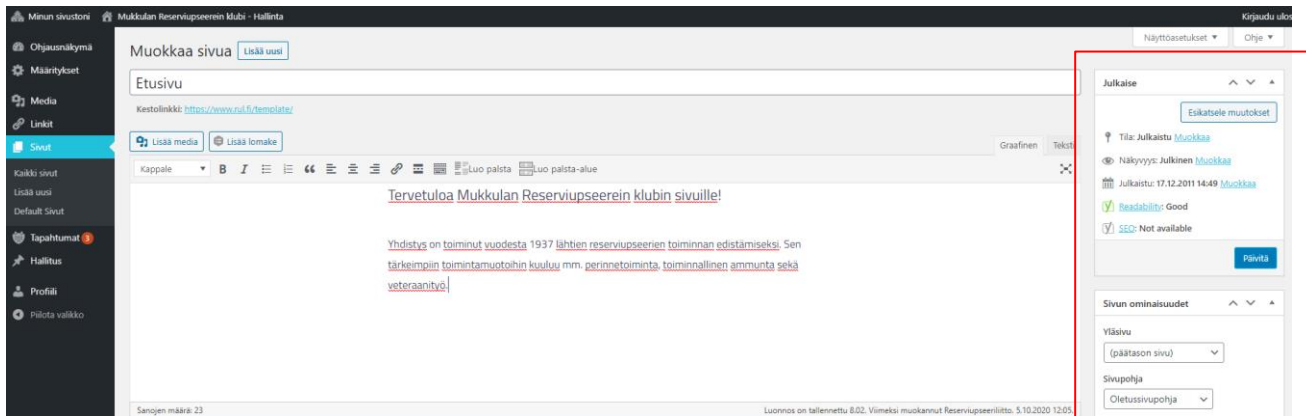 Minun sivustoni Mukkulan Reserviupseerein klubi - Hallinta Kirjaudu ulos
Näyttöasetukset ▼ Ohje ▼
Ohjausnäkymä
Määritykset
Media
Linkit
Sivut
Kaikki sivut
Lisää uusi
Default Sivut
Tapahtumat 3
Hallitus
Profiili
Piilota valikko
Muokkaa sivua Lisää uusi
Etusivu
Kestolinkki: https://www.rul.fi/template/
Lisää media Lisää lomake Graafinen Teksti
Kappale ▼ B I Luo palsta Luo palsta-alue
Tervetuloa Mukkulan Reserviupseerein klubin sivuille!
Yhdistys on toiminut vuodesta 1937 lähtien reserviupseerien toiminnan edistämiseksi. Sen
tärkeimpiin toimintamuotoihin kuuluu mm. perinnetoiminta, toiminnallinen ammunta sekä
veteraanityö.
Sanojen määrä: 23 Luonnos on tallennettu 8.02. Viimeksi muokannut Reserviupseeriliitto. 5.10.2020 12.05.
Julkaise
Esikatsele muutokset
Tila: Julkaistu Muokkaa
Näkyvyys: Julkinen Muokkaa
Julkaistu: 17.12.2011 14:49 Muokkaa
Readability: Good
SEO: Not available
Päivitä
Sivun ominaisuudet
Yläsivu
(päätason sivu)
Sivupohja
Oletussivupohja